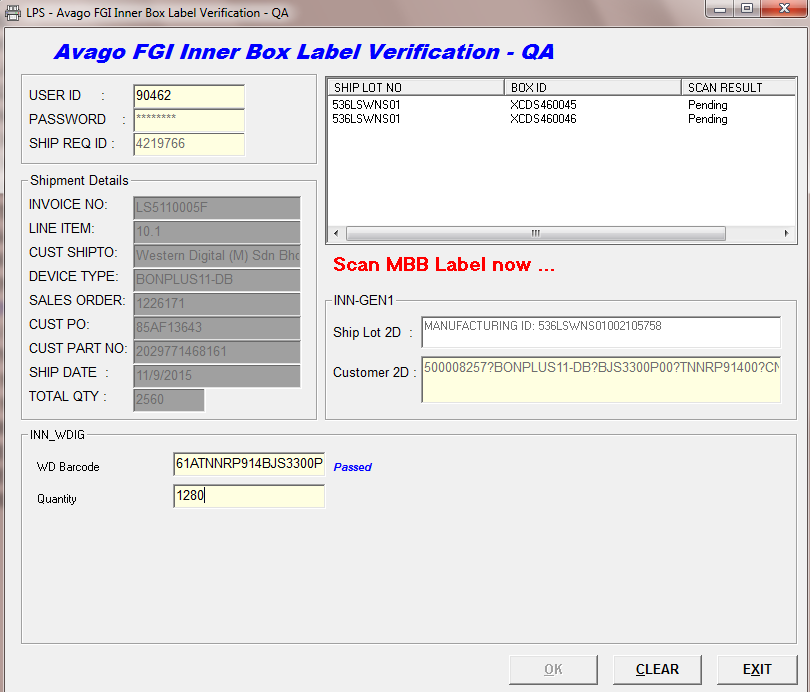 LPS - Avago FGI Inner Box Label Verification - QA
Avago FGI Inner Box Label Verification - QA
USER ID : 90462
PASSWORD : ********
SHIP REQ ID : 4219766
SHIP LOT NO BOX ID SCAN RESULT
536LSWNS01 XCDS460045 Pending
536LSWNS01 XCDS460046 Pending
Shipment Details
INVOICE NO: LS5110005F
LINE ITEM: 10.1
CUST SHIPTO: Western Digital (M) Sdn Bhd
DEVICE TYPE: BONPLUS11-DB
SALES ORDER: 1226171
CUST PO: 85AF13643
CUST PART NO: 2029771468161
SHIP DATE : 11/9/2015
TOTAL QTY : 2560
Scan MBB Label now ...
INN-GEN1
Ship Lot 2D : MANUFACTURING ID: 536LSWNS01002105758
Customer 2D : 500008257?BONPLUS11-DB?BJS3300P00?TNNRP91400?CN
INN_WDIG
WD Barcode 61ATNNRP914BJS3300P Passed
Quantity 1280
OK CLEAR EXIT